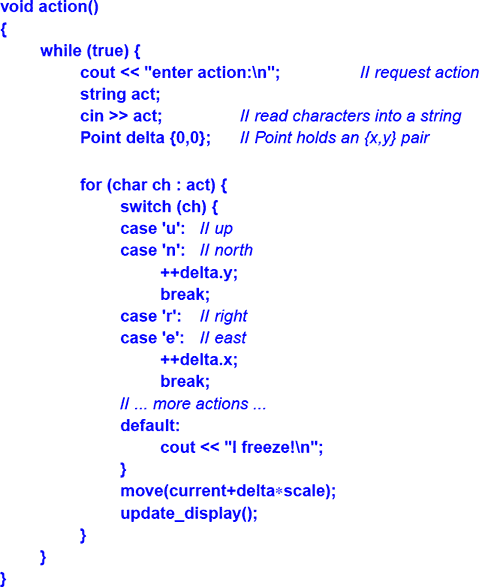 void action()
{
while (true) {
cout << "enter action:\n"; // request action
string act;
cin >> act; // read characters into a string
Point delta {0,0}; // Point holds an {x,y} pair
for (char ch : act) {
switch (ch) {
case 'u': // up
case 'n': // north
++delta.y;
break;
case 'r': // right
case 'e': // east
++delta.x;
break;
// ... more actions ...
default:
cout << "I freeze!\n";
}
move(current+delta*scale);
update_display();
}
}
}